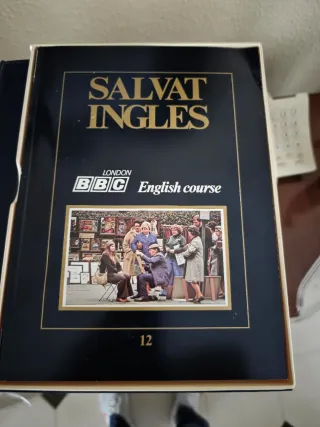 SALVAT
INGLES
LONDON
BBC English course
12